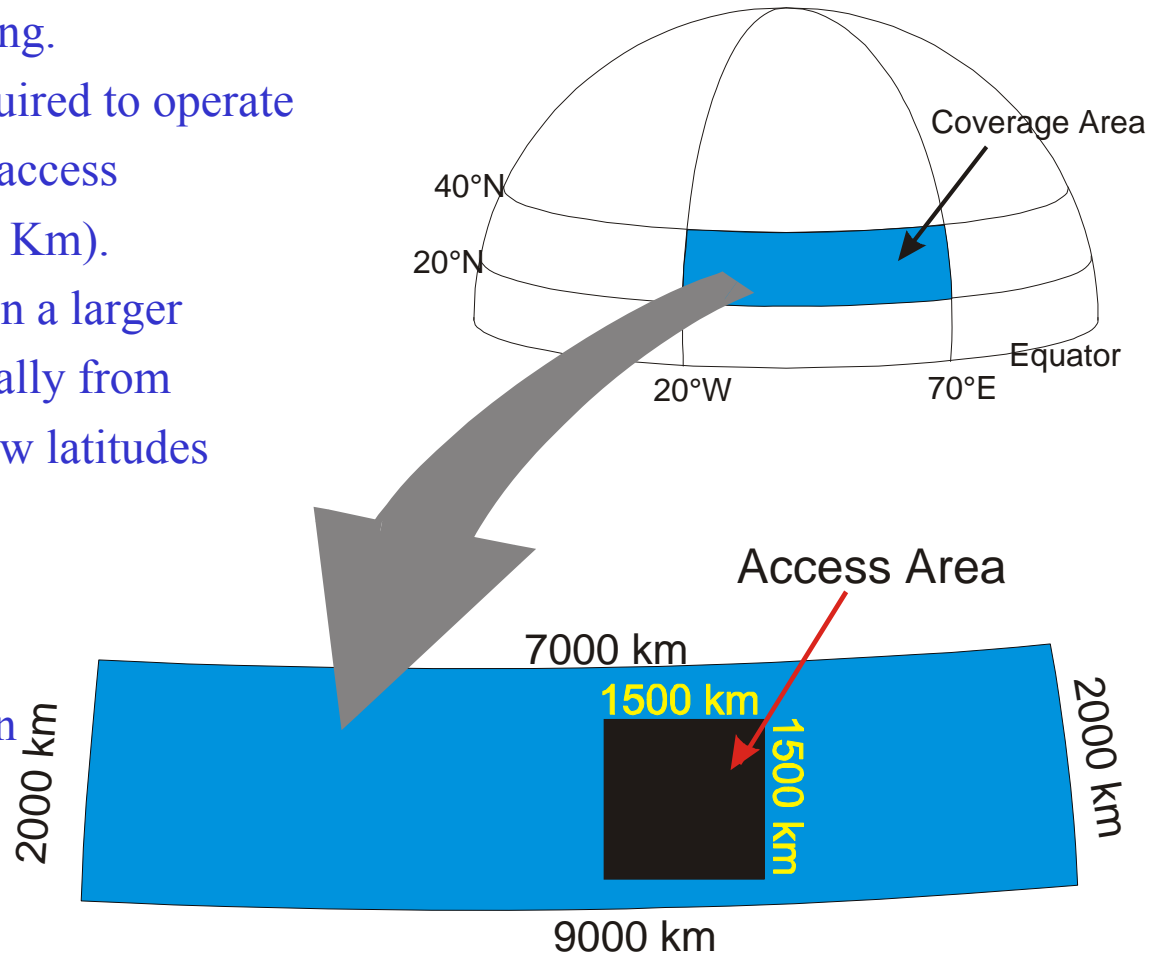 ng.
uired to operate
access
Km).
n a larger
ally from
w latitudes
n
Coverage Area
40°N
20°N
Equator
20°W
70°E
Access Area
7000 km
1500 km
1500 km
2000 km
2000 km
9000 km